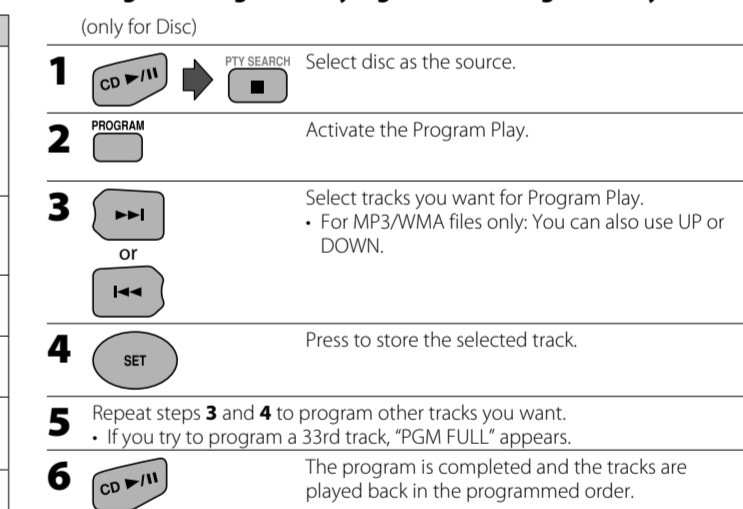 (only for Disc)
1 CD ►/II PTY SEARCH ■ Select disc as the source.
2 PROGRAM Activate the Program Play.
3 ►►I Select tracks you want for Program Play.
• For MP3/WMA files only: You can also use UP or
DOWN.
or
I◄◄
4 SET Press to store the selected track.
5 Repeat steps 3 and 4 to program other tracks you want.
• If you try to program a 33rd track, “PGM FULL” appears.
6 CD ►/II The program is completed and the tracks are
played back in the programmed order.